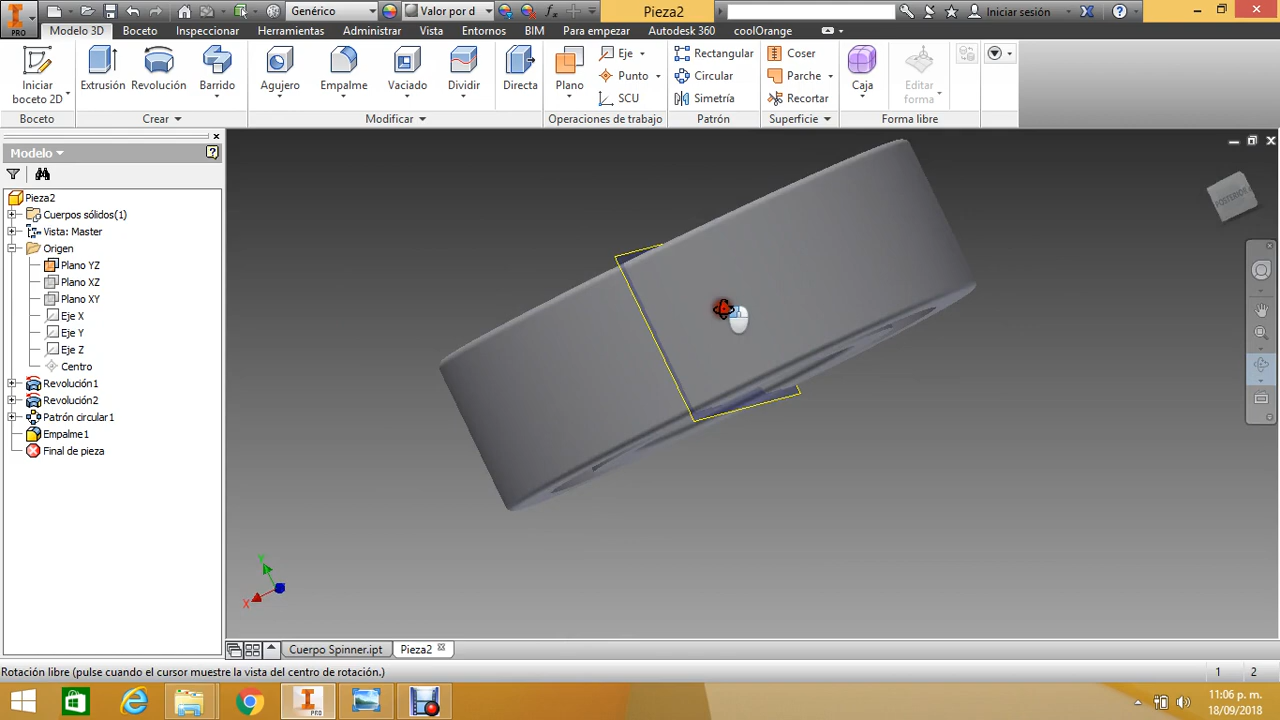 Genérico
Valor por d
Pieza2
Iniciar sesión
PRO
Modelo 3D
Boceto
Inspeccionar
Herramientas
Administrar
Vista
Entornos
BIM
Para empezar
Autodesk 360
coolOrange
Iniciar
boceto 2D
Extrusión
Revolución
Barrido
Agujero
Empalme
Vaciado
Dividir
Directa
Plano
Eje
Punto
SCU
Rectangular
Circular
Simetría
Coser
Parche
Recortar
Caja
Editar
forma
Boceto
Crear
Modificar
Operaciones de trabajo
Patrón
Superficie
Forma libre
Modelo
Pieza2
Cuerpos sólidos(1)
Vista: Master
Origen
Plano YZ
Plano XZ
Plano XY
Eje X
Eje Y
Eje Z
Centro
Revolución1
Revolución2
Patrón circular1
Empalme1
Final de pieza
Y
X
Cuerpo Spinner.ipt
Pieza2
Rotación libre (pulse cuando el cursor muestre la vista del centro de rotación.)
1
2
PRO
11:06 p. m.
18/09/2018